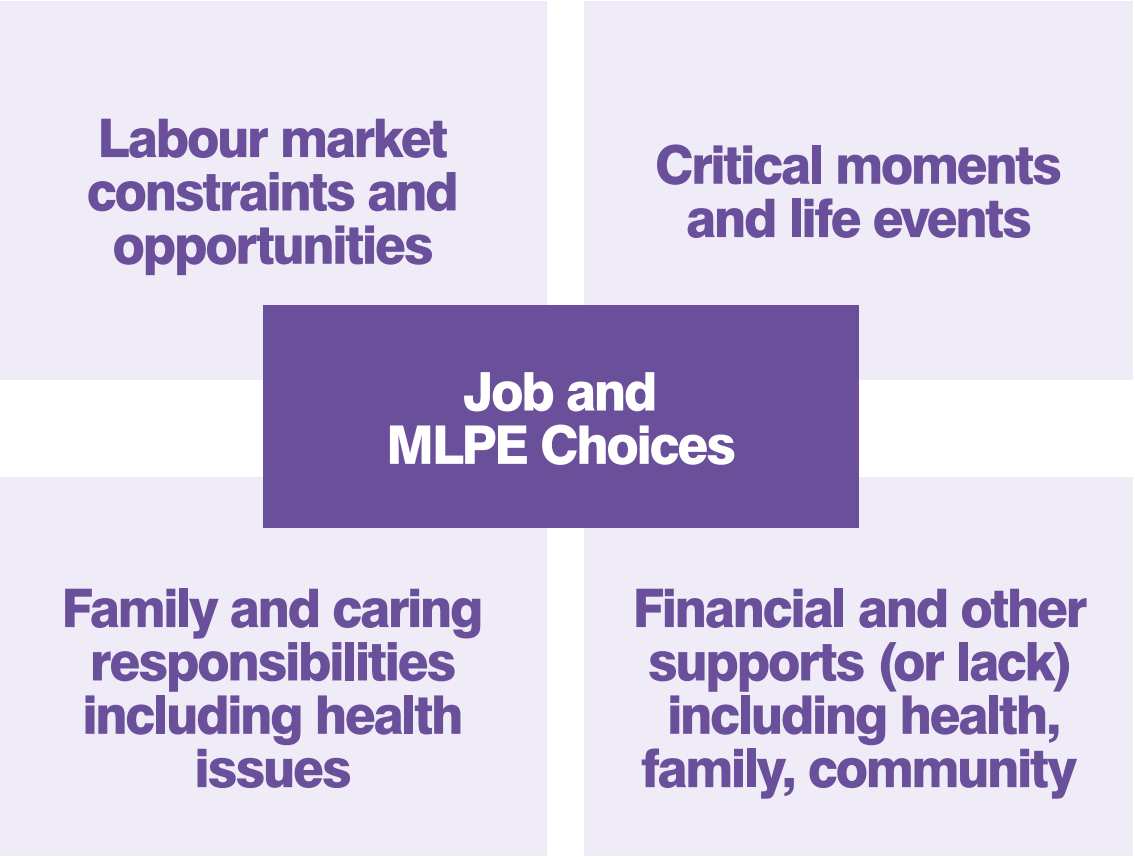 Labour market
constraints and
opportunities
Critical moments
and life events
Job and
MLPE Choices
Family and caring
responsibilities
including health
issues
Financial and other
supports (or lack)
including health,
family, community